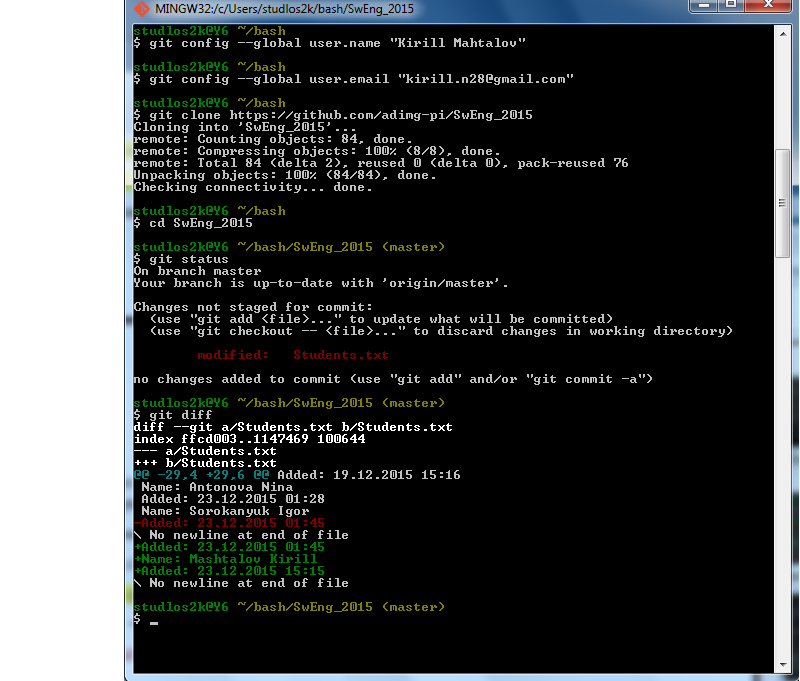 MINGW32:/c/Users/studlos2k/bash/SwEng_2015
studlos2k@Y6 ~/bash
$ git config --global user.name "Kirill Mahtalov"
studlos2k@Y6 ~/bash
$ git config --global user.email "kirill.n28@gmail.com"
studlos2k@Y6 ~/bash
$ git clone https://github.com/adimg-pi/SwEng_2015
Cloning into 'SwEng_2015'...
remote: Counting objects: 84, done.
remote: Compressing objects: 100% (8/8), done.
remote: Total 84 (delta 2), reused 0 (delta 0), pack-reused 76
Unpacking objects: 100% (84/84), done.
Checking connectivity... done.
studlos2k@Y6 ~/bash
$ cd SwEng_2015
studlos2k@Y6 ~/bash/SwEng_2015 (master)
$ git status
On branch master
Your branch is up-to-date with 'origin/master'.
Changes not staged for commit:
  (use "git add <file>..." to update what will be committed)
  (use "git checkout -- <file>..." to discard changes in working directory)
        modified:   Students.txt
no changes added to commit (use "git add" and/or "git commit -a")
studlos2k@Y6 ~/bash/SwEng_2015 (master)
$ git diff
diff --git a/Students.txt b/Students.txt
index ffcd003..1147469 100644
--- a/Students.txt
+++ b/Students.txt
@@ -29,4 +29,6 @@ Added: 19.12.2015 15:16
 Name: Antonova Nina
 Added: 23.12.2015 01:28
 Name: Sorokanyuk Igor
-Added: 23.12.2015 01:45
\ No newline at end of file
+Added: 23.12.2015 01:45
+Name: Mashtalov Kirill
+Added: 23.12.2015 15:15
\ No newline at end of file
studlos2k@Y6 ~/bash/SwEng_2015 (master)
$ _